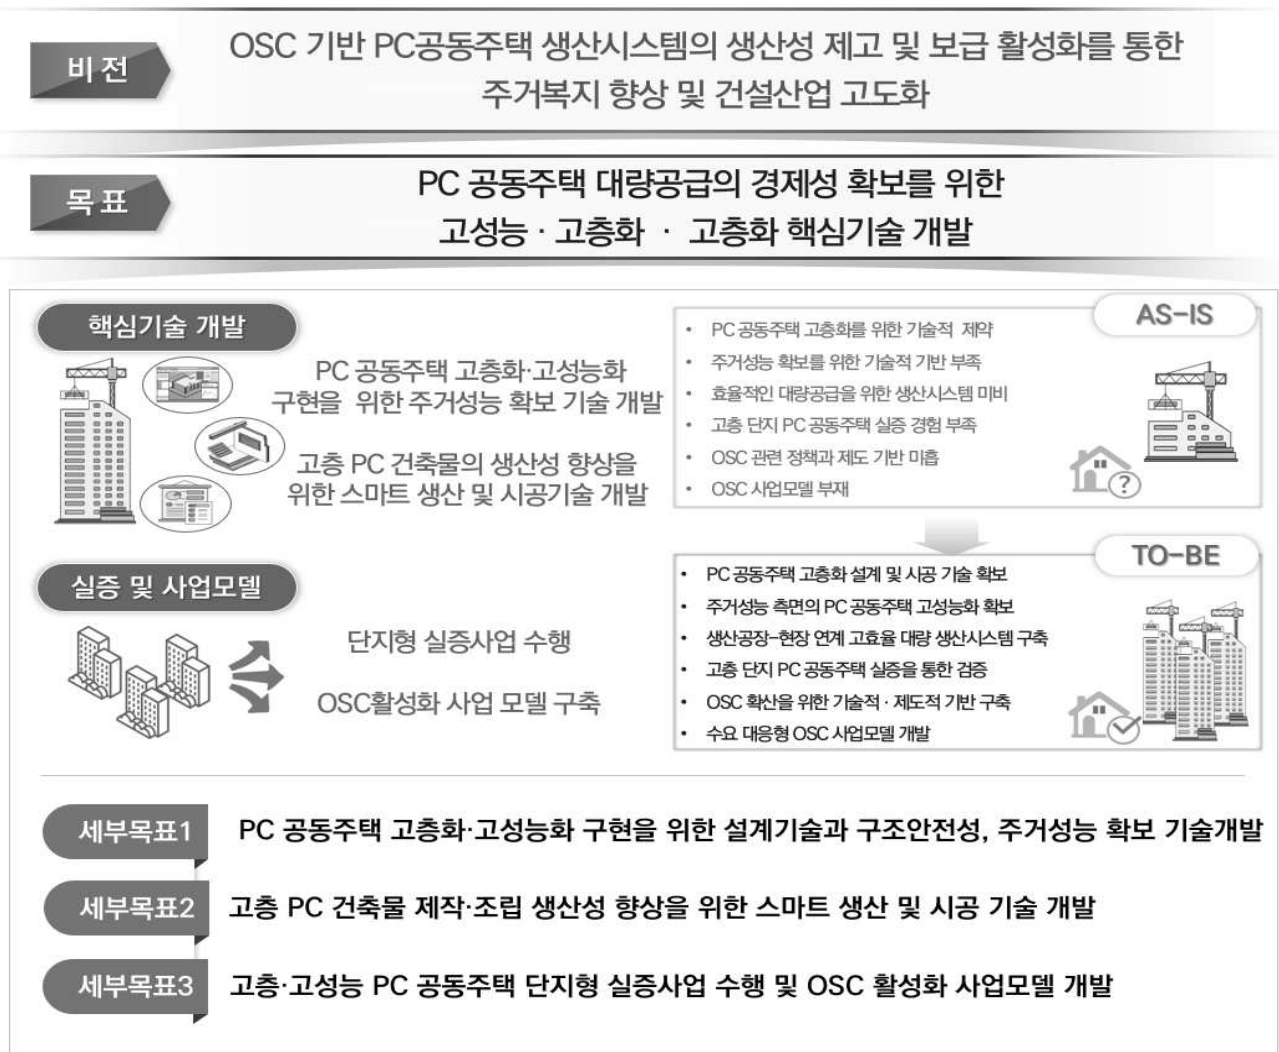 비전
OSC 기반 PC공동주택 생산시스템의 생산성 제고 및 보급 활성화를 통한
주거복지 향상 및 건설산업 고도화
목표
PC 공동주택 대량공급의 경제성 확보를 위한
고성능 · 고층화 · 고층화 핵심기술 개발
핵심기술 개발
PC 공동주택 고층화·고성능화
구현을 위한 주거성능 확보 기술 개발
고층 PC 건축물의 생산성 향상을
위한 스마트 생산 및 시공기술 개발
AS-IS
• PC 공동주택 고층화를 위한 기술적 제약
• 주거성능 확보를 위한 기술적 기반 부족
• 효율적인 대량공급을 위한 생산시스템 미비
• 고층 단지 PC 공동주택 실증 경험 부족
• OSC 관련 정책과 제도 기반 미흡
• OSC 사업모델 부재
?
실증 및 사업모델
단지형 실증사업 수행
OSC활성화 사업 모델 구축
TO-BE
• PC 공동주택 고층화 설계 및 시공 기술 확보
• 주거성능 측면의 PC 공동주택 고성능화 확보
• 생산공장-현장 연계 고효율 대량 생산시스템 구축
• 고층 단지 PC 공동주택 실증을 통한 검증
• OSC 확산을 위한 기술적 · 제도적 기반 구축
• 수요 대응형 OSC 사업모델 개발
세부목표1
PC 공동주택 고층화·고성능화 구현을 위한 설계기술과 구조안전성, 주거성능 확보 기술개발
세부목표2
고층 PC 건축물 제작·조립 생산성 향상을 위한 스마트 생산 및 시공 기술 개발
세부목표3
고층·고성능 PC 공동주택 단지형 실증사업 수행 및 OSC 활성화 사업모델 개발